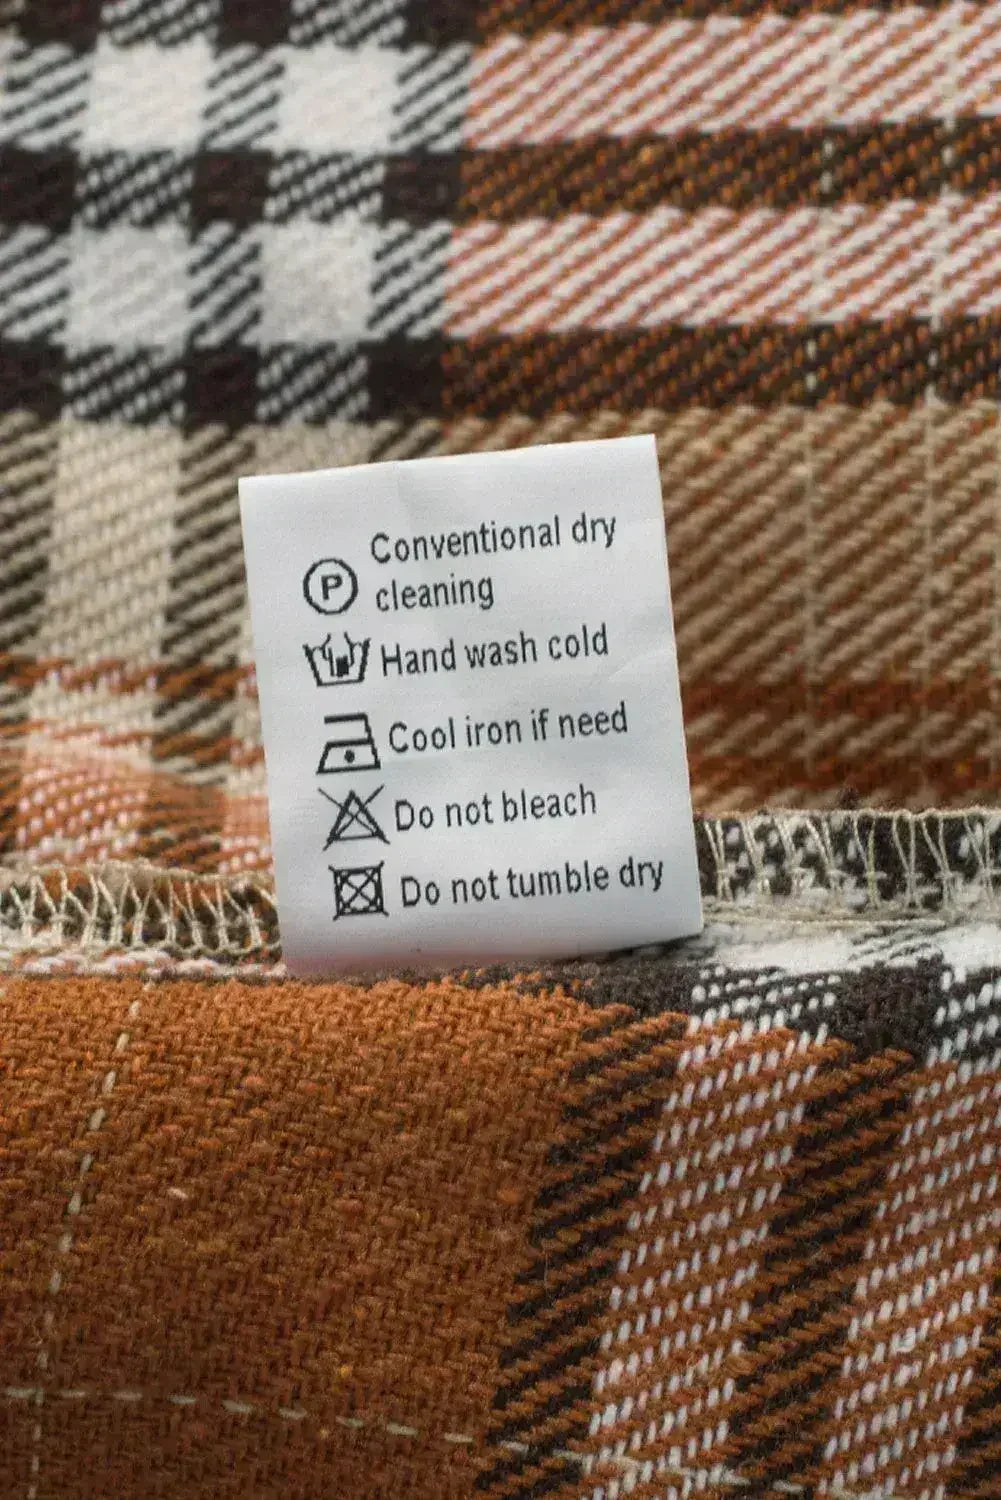 Conventional dry
cleaning
P
Hand wash cold
Cool iron if need
Do not bleach
Do not tumble dry